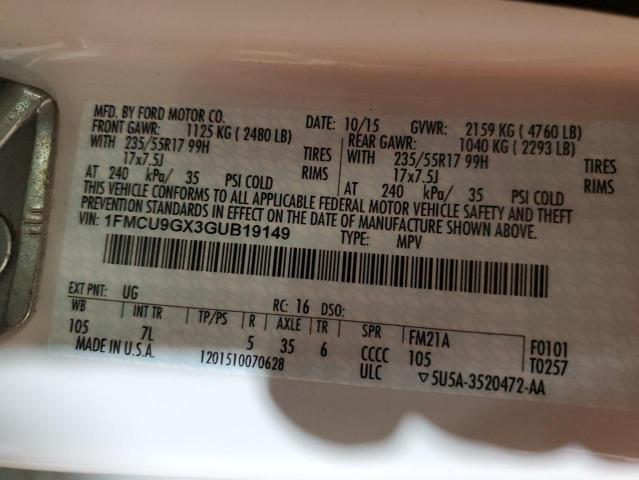 MFD. BY FORD MOTOR CO.
DATE: 10/15 GVWR: 2159 KG ( 4760 LB)
FRONT GAWR: 1125 KG ( 2480 LB) REAR GAWR: 1040 KG ( 2293 LB)
WITH 235/55R17 99H TIRES WITH 235/55R17 99H TIRES
17x7.5J RIMS 17x7.5J RIMS
AT 240 kPa/ 35 PSI COLD AT 240 kPa/ 35 PSI COLD
THIS VEHICLE CONFORMS TO ALL APPLICABLE FEDERAL MOTOR VEHICLE SAFETY AND THEFT
PREVENTION STANDARDS IN EFFECT ON THE DATE OF MANUFACTURE SHOWN ABOVE.
VIN: 1FMCU9GX3GUB19149
TYPE: MPV
EXT PNT: UG RC: 16 DSO:
WB INT TR TP/PS R AXLE TR SPR FM21A F0101
105 7L 5 35 6 CCCC 105 T0257
MADE IN U.S.A. 1201510070628 ULC ▽5U5A-3520472-AA